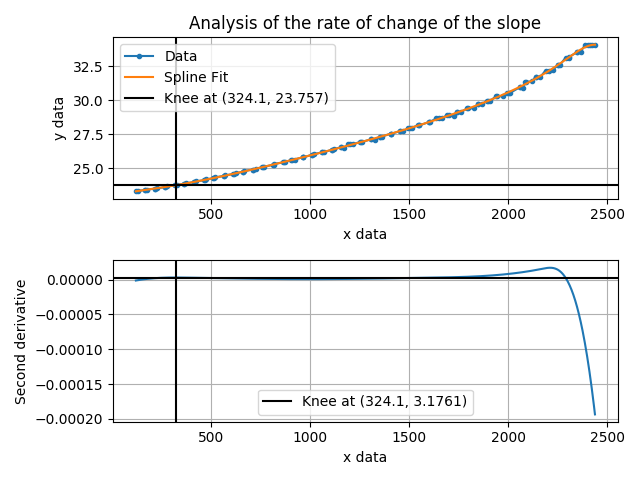 Analysis of the rate of change of the slope
Data
Spline Fit
Knee at (324.1, 23.757)
32.5
30.0
27.5
25.0
y data
500
1000
1500
2000
2500
x data
0.00000
−0.00005
−0.00010
−0.00015
−0.00020
Second derivative
Knee at (324.1, 3.1761)
500
1000
1500
2000
2500
x data